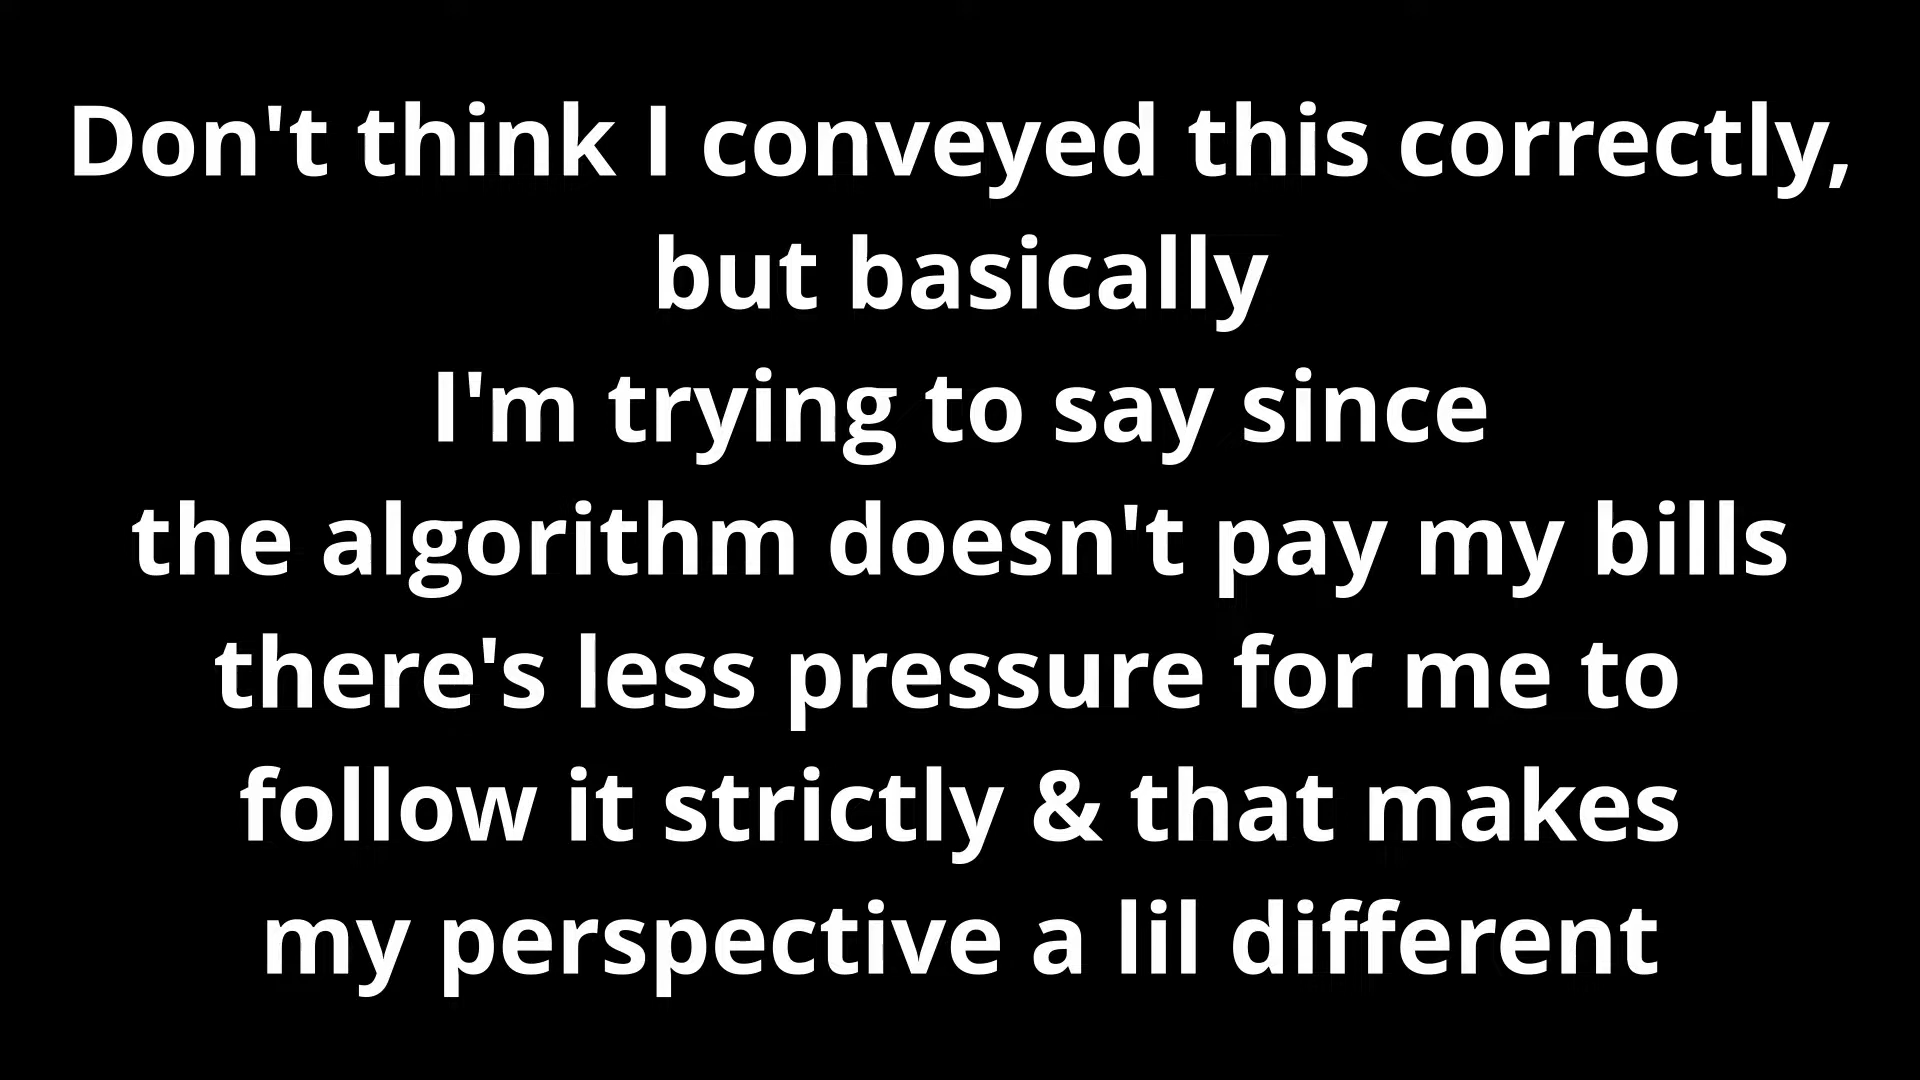 Don't think I conveyed this correctly,
but basically
I'm trying to say since
the algorithm doesn't pay my bills
there's less pressure for me to
follow it strictly & that makes
my perspective a lil different